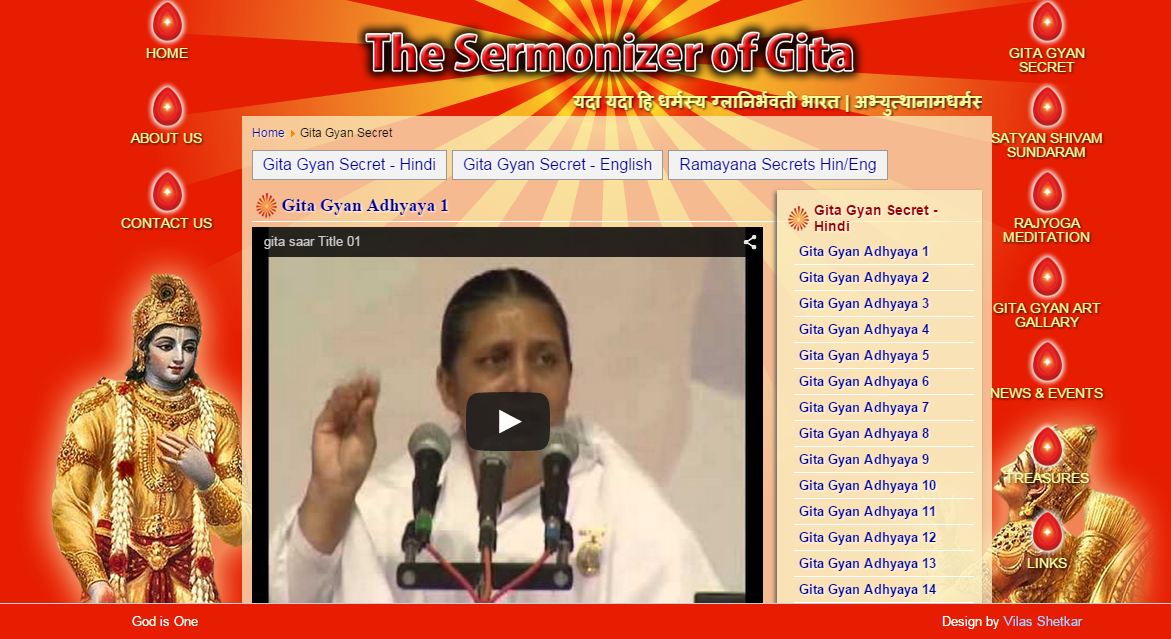 The Sermonizer of Gita
यदा यदा हि धर्मस्य ग्लानिर्भवती भारत | अभ्युत्थानामधर्मस
HOME
ABOUT US
CONTACT US
Home Gita Gyan Secret
Gita Gyan Secret - Hindi
Gita Gyan Secret - English
Ramayana Secrets Hin/Eng
Gita Gyan Adhyaya 1
gita saar Title 01
Gita Gyan Secret -
Hindi
Gita Gyan Adhyaya 1
Gita Gyan Adhyaya 2
Gita Gyan Adhyaya 3
Gita Gyan Adhyaya 4
Gita Gyan Adhyaya 5
Gita Gyan Adhyaya 6
Gita Gyan Adhyaya 7
Gita Gyan Adhyaya 8
Gita Gyan Adhyaya 9
Gita Gyan Adhyaya 10
Gita Gyan Adhyaya 11
Gita Gyan Adhyaya 12
Gita Gyan Adhyaya 13
Gita Gyan Adhyaya 14
GITA GYAN
SECRET
SATYAN SHIVAM
SUNDARAM
RAJYOGA
MEDITATION
GITA GYAN ART
GALLARY
NEWS & EVENTS
TREASURES
LINKS
God is One
Design by Vilas Shetkar